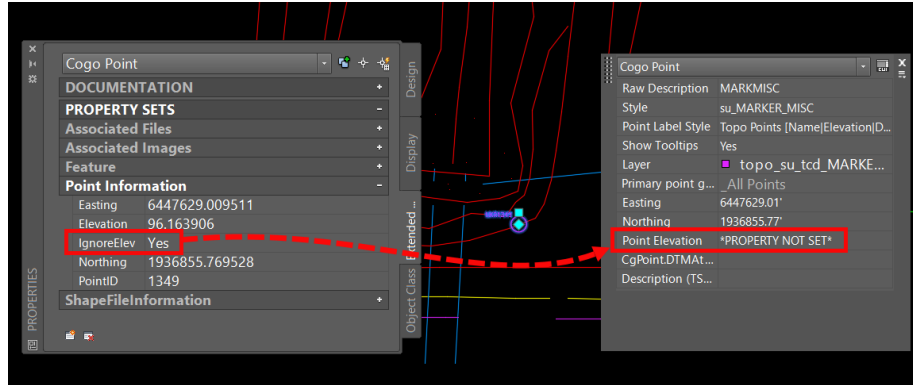 Cogo Point
DOCUMENTATION
PROPERTY SETS
Associated Files
Associated Images
Feature
Point Information
Easting 6447629.009511
Elevation 96.163906
IgnoreElev Yes
Northing 1936855.769528
PointID 1349
ShapeFileInformation
PROPERTIES
Design
Display
Extended ...
Object Class
Cogo Point
Raw Description MARKMISC
Style su_MARKER_MISC
Point Label Style Topo Points [Name|Elevation|D...
Show Tooltips Yes
Layer topo_su_tcd_MARKE...
Primary point g... _All Points
Easting 6447629.01'
Northing 1936855.77'
Point Elevation *PROPERTY NOT SET*
CgPoint.DTMAt...
Description (TS...